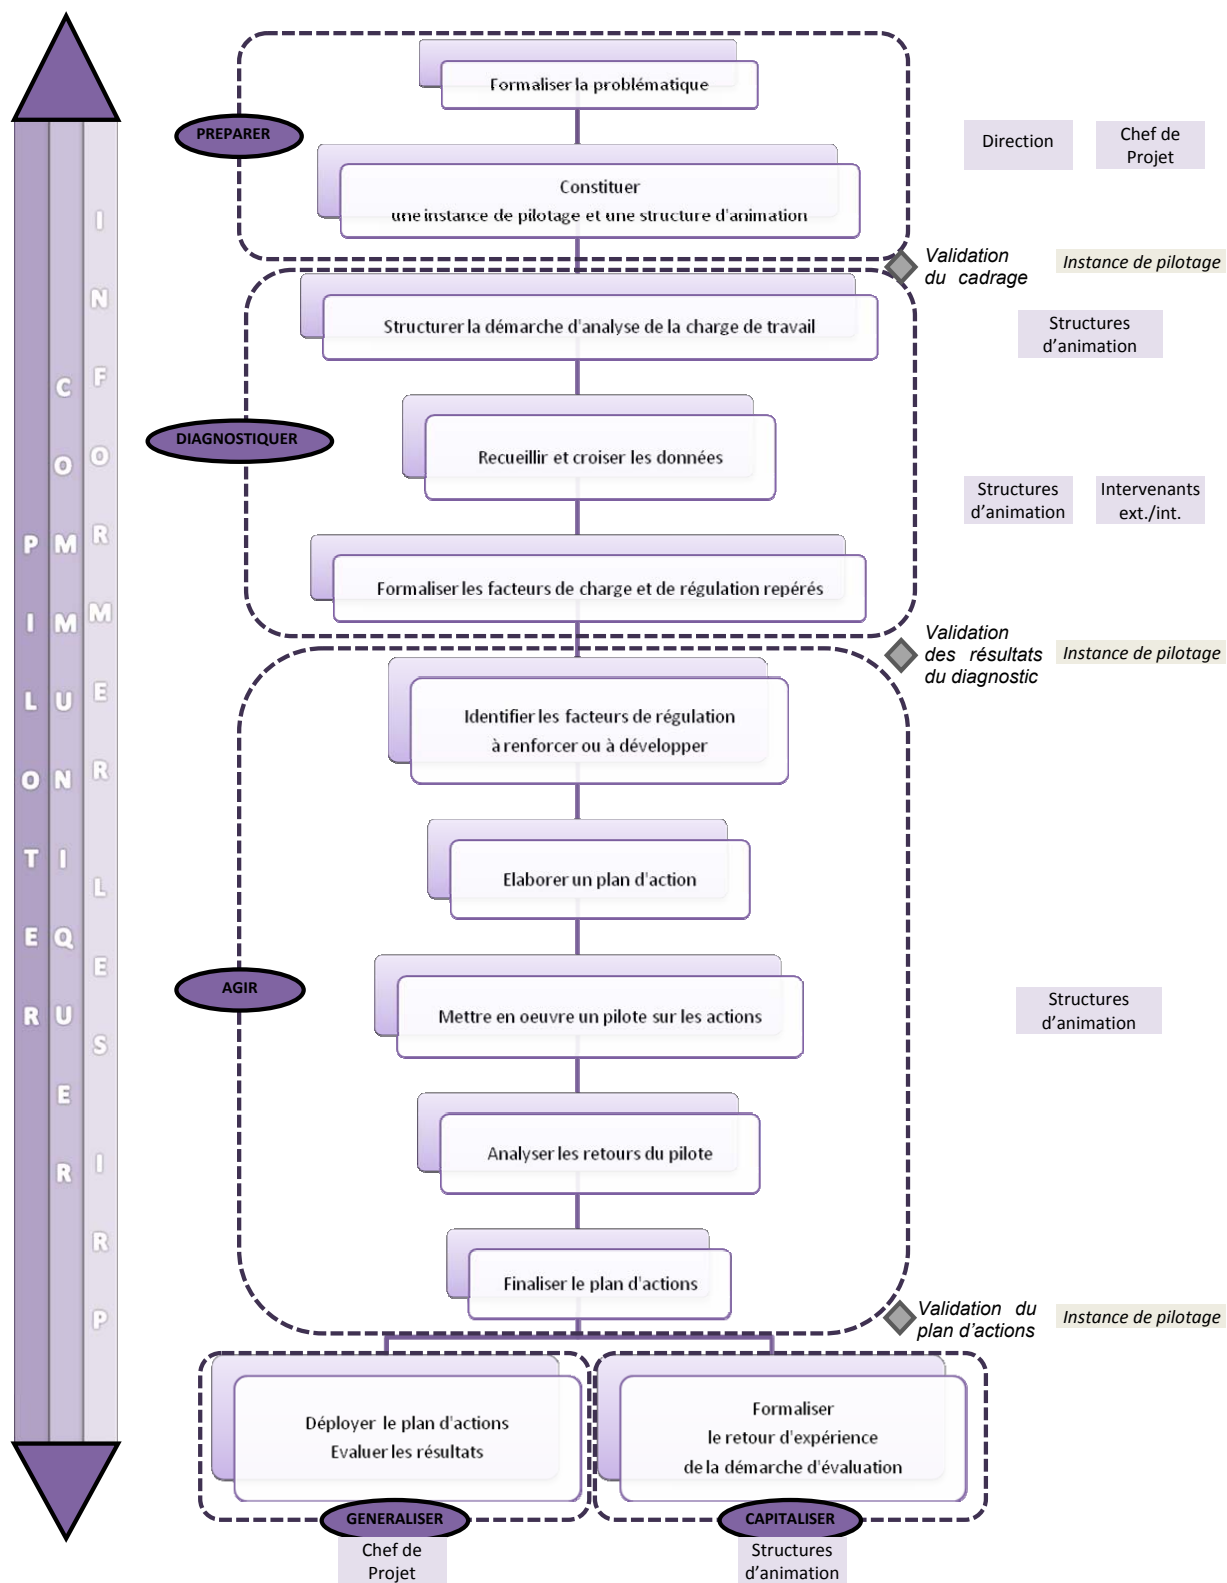 PILOTER
COMMUNIQUER
INFORMER LES IRP
Formaliser la problématique
PREPARER
Direction
Chef de
Projet
Constituer
une instance de pilotage et une structure d'animation
Validation
du cadrage
Instance de pilotage
Structurer la démarche d'analyse de la charge de travail
Structures
d’animation
DIAGNOSTIQUER
Recueillir et croiser les données
Structures
d’animation
Intervenants
ext./int.
Formaliser les facteurs de charge et de régulation repérés
Validation
des résultats
du diagnostic
Instance de pilotage
Identifier les facteurs de régulation
à renforcer ou à développer
Elaborer un plan d'action
AGIR
Mettre en oeuvre un pilote sur les actions
Structures
d’animation
Analyser les retours du pilote
Finaliser le plan d'actions
Validation du
plan d’actions
Instance de pilotage
Déployer le plan d'actions
Evaluer les résultats
Formaliser
le retour d'expérience
de la démarche d'évaluation
GENERALISER
CAPITALISER
Chef de
Projet
Structures
d’animation